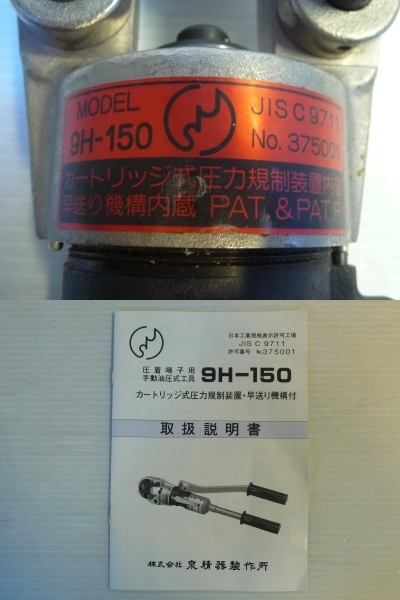 MODEL
9H-150
JIS C 9711
No. 375001
カートリッジ式圧力規制装置内蔵
早送り機構内蔵 PAT. & PAT.P
日本工業規格表示許可工場
JIS C 9711
許可番号 №375001
圧着端子用
手動油圧式工具 9H-150
カートリッジ式圧力規制装置・早送り機構付
取扱説明書
株式会社 泉精器製作所